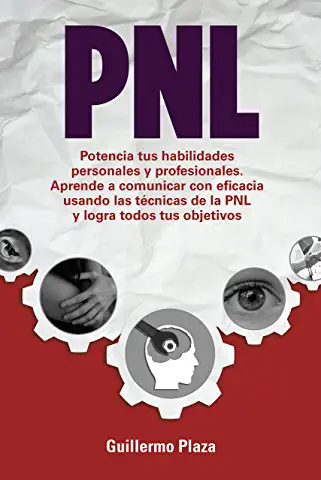 PNL
Potencia tus habilidades
personales y profesionales.
Aprende a comunicar con eficacia
usando las técnicas de la PNL
y logra todos tus objetivos
Guillermo Plaza